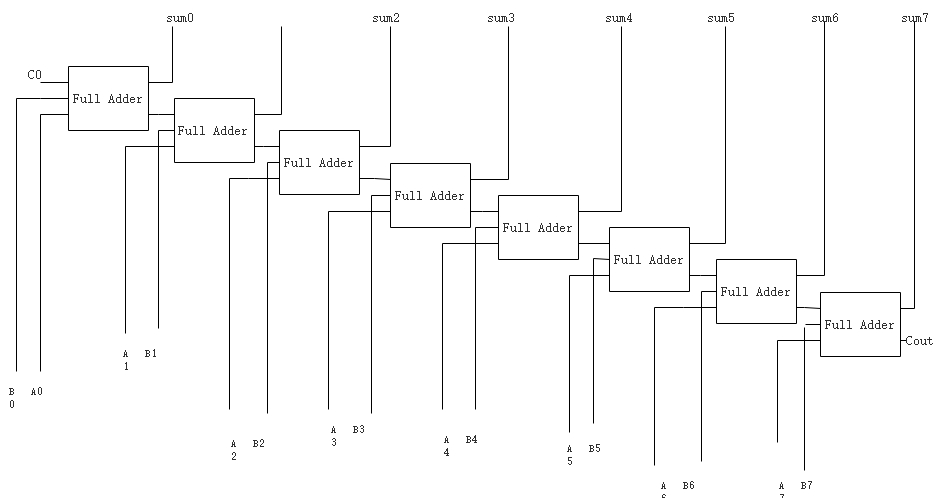 sum0 sum2 sum3 sum4 sum5 sum6 sum7
C0
Full Adder
Full Adder
Full Adder
Full Adder
Full Adder
Full Adder
Full Adder
Full Adder
Cout
A B1
1
B A0
0
A B3
3
A B2
2
A B4
4
A B5
5
A B6
6
A B7
7